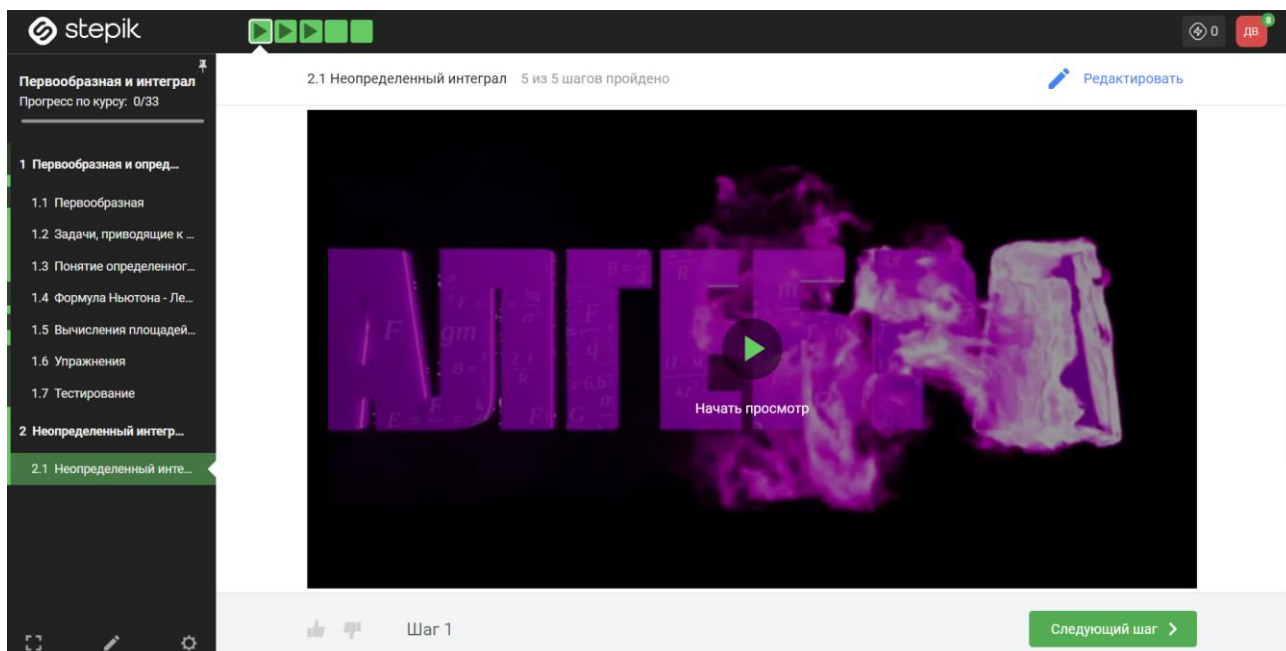 stepik
0
ДВ
8
Первообразная и интеграл
Прогресс по курсу: 0/33
1 Первообразная и опред...
1.1 Первообразная
1.2 Задачи, приводящие к ...
1.3 Понятие определенног...
1.4 Формула Ньютона - Ле...
1.5 Вычисления площадей...
1.6 Упражнения
1.7 Тестирование
2 Неопределенный интегр...
2.1 Неопределенный инте...
2.1 Неопределенный интеграл 5 из 5 шагов пройдено
Редактировать
Начать просмотр
Шаг 1
Следующий шаг